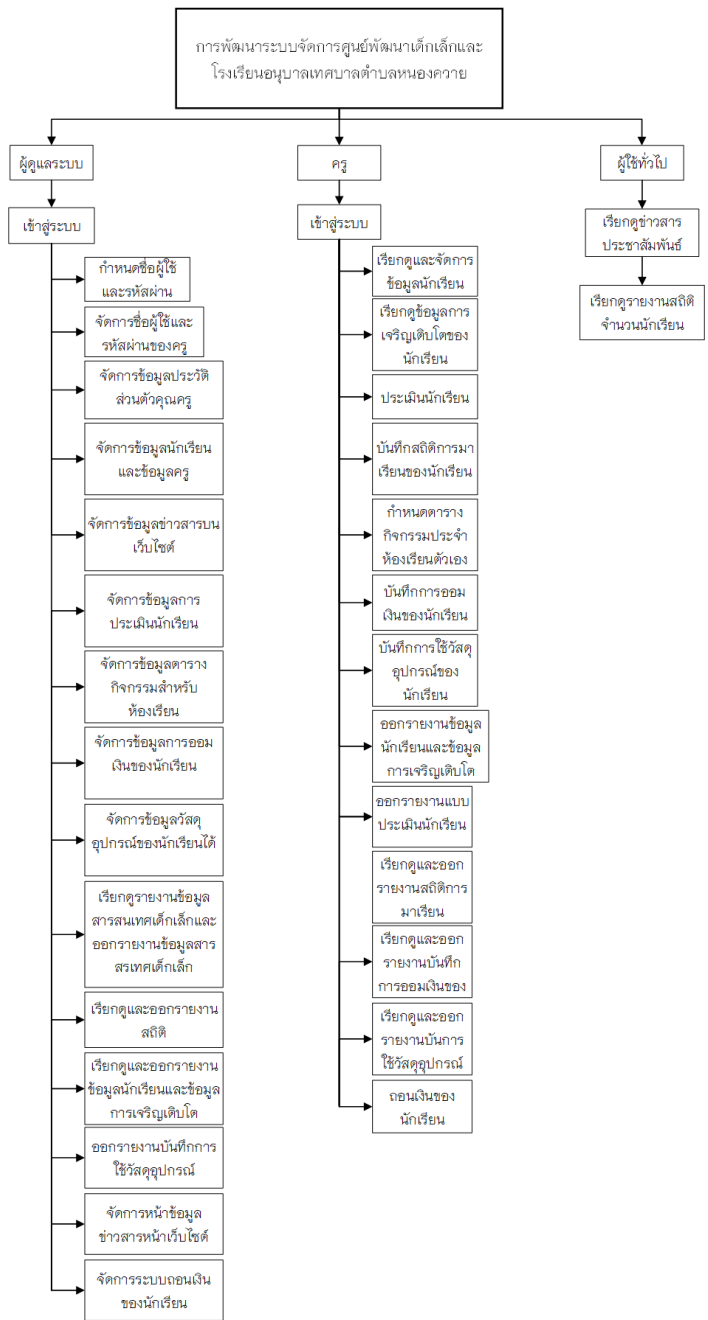 การพัฒนาระบบจัดการศูนย์พัฒนาเด็กเล็กและ
โรงเรียนอนุบาลเทศบาลตำบลหนองควาย
ผู้ดูแลระบบ
เข้าสู่ระบบ
กำหนดชื่อผู้ใช้
และรหัสผ่าน
จัดการชื่อผู้ใช้และ
รหัสผ่านของครู
จัดการข้อมูลประวัติ
ส่วนตัวคุณครู
จัดการข้อมูลนักเรียน
และข้อมูลครู
จัดการข้อมูลข่าวสารบน
เว็บไซต์
จัดการข้อมูลการ
ประเมินนักเรียน
จัดการข้อมูลตาราง
กิจกรรมสำหรับ
ห้องเรียน
จัดการข้อมูลการออม
เงินของนักเรียน
จัดการข้อมูลวัสดุ
อุปกรณ์ของนักเรียนได้
เรียกดูรายงานข้อมูล
สารสนเทศเด็กเล็กและ
ออกรายงานข้อมูลสาร
สรเทศเด็กเล็ก
เรียกดูและออกรายงาน
สถิติ
เรียกดูและออกรายงาน
ข้อมูลนักเรียนและข้อมูล
การเจริญเติบโต
ออกรายงานบันทึกการ
ใช้วัสดุอุปกรณ์
จัดการหน้าข้อมูล
ข่าวสารหน้าเว็บไซต์
จัดการระบบถอนเงิน
ของนักเรียน
ครู
เข้าสู่ระบบ
เรียกดูและจัดการ
ข้อมูลนักเรียน
เรียกดูข้อมูลการ
เจริญเติบโตของ
นักเรียน
ประเมินนักเรียน
บันทึกสถิติการมา
เรียนของนักเรียน
กำหนดตาราง
กิจกรรมประจำ
ห้องเรียนตัวเอง
บันทึกการออม
เงินของนักเรียน
บันทึกการใช้วัสดุ
อุปกรณ์ของ
นักเรียน
ออกรายงานข้อมูล
นักเรียนและข้อมูล
การเจริญเติบโต
ออกรายงานแบบ
ประเมินนักเรียน
เรียกดูและออก
รายงานสถิติการ
มาเรียน
เรียกดูและออก
รายงานบันทึก
การออมเงินของ
เรียกดูและออก
รายงานบันการ
ใช้วัสดุอุปกรณ์
ถอนเงินของ
นักเรียน
ผู้ใช้ทั่วไป
เรียกดูข่าวสาร
ประชาสัมพันธ์
เรียกดูรายงานสถิติ
จำนวนนักเรียน